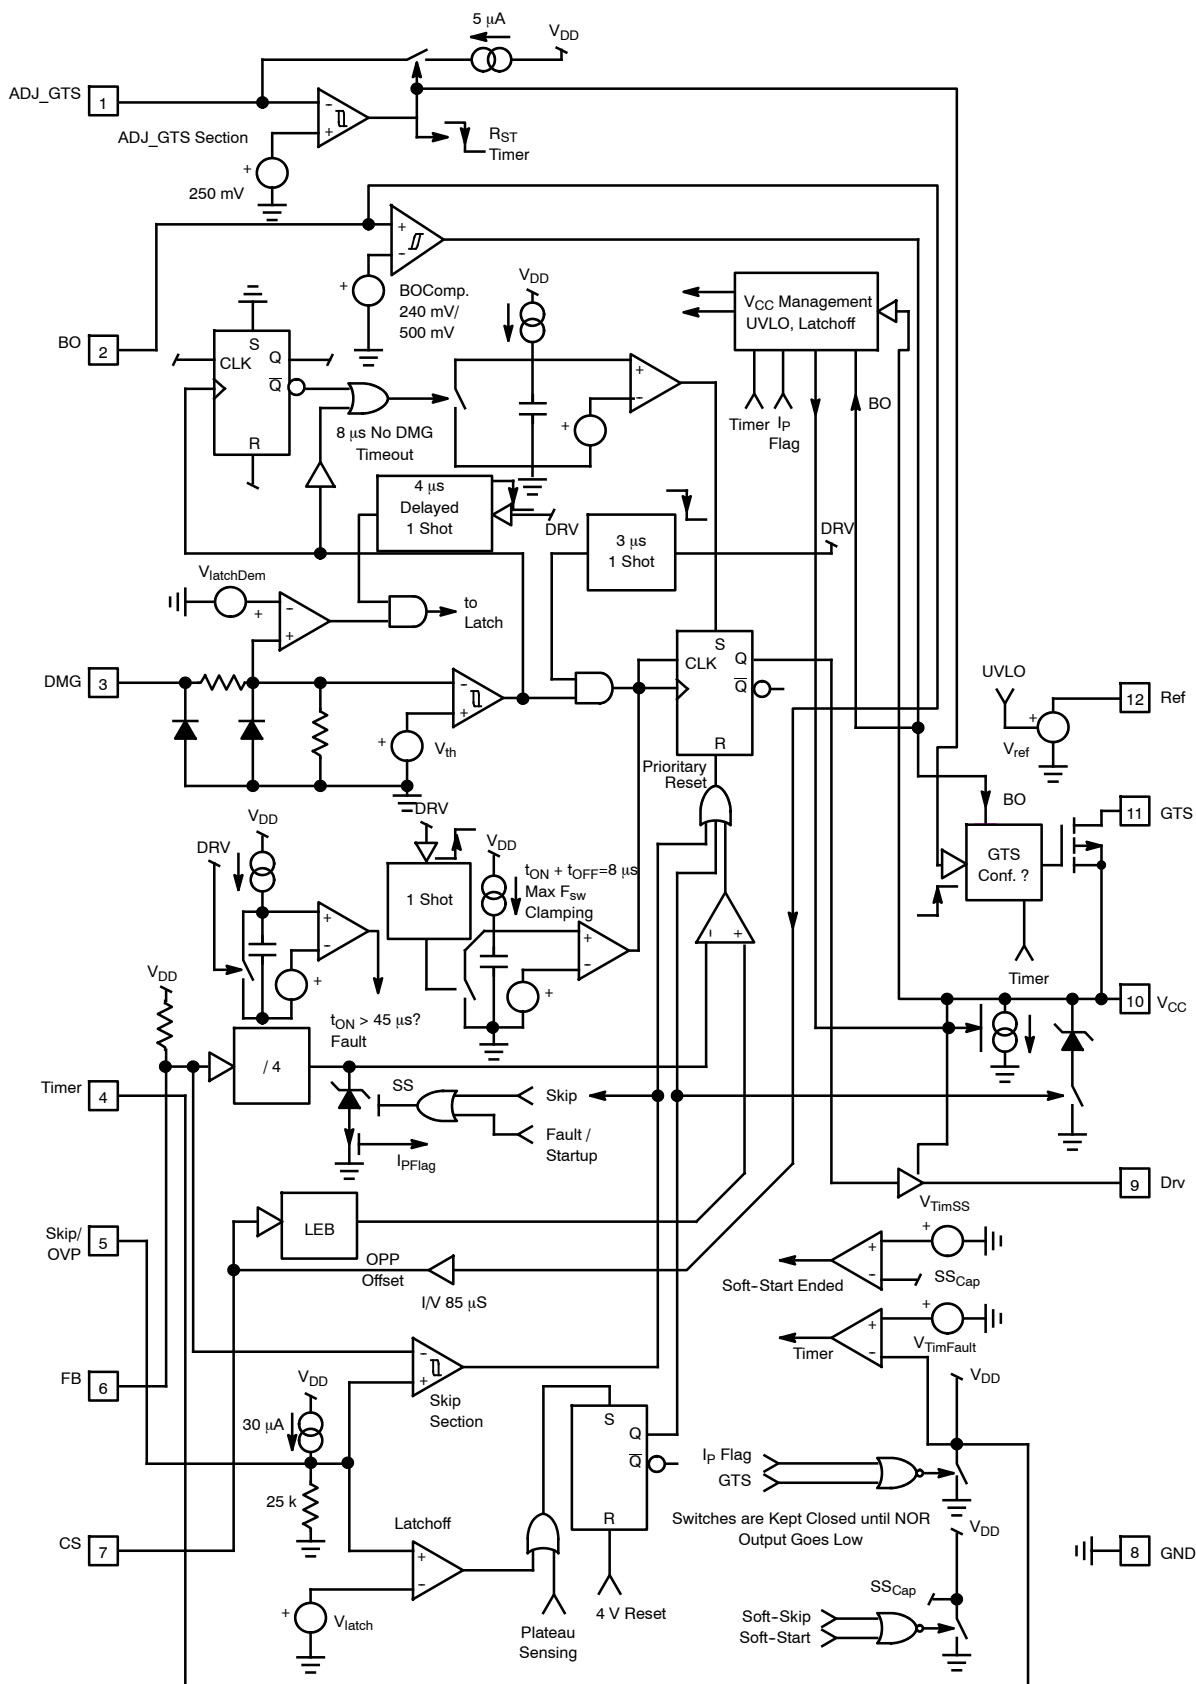 5 µA
VDD
ADJ_GTS
1
-
+
ADJ_GTS Section
RST
Timer
+
250 mV
+
-
+
BOComp.
240 mV/
500 mV
VDD
VCC Management
UVLO, Latchoff
BO
2
S
CLK
Q
Q
R
8 µs No DMG
Timeout
+
-
+
Timer
IP
Flag
BO
4 µs
Delayed
1 Shot
DRV
3 µs
1 Shot
DRV
VlatchDem
+
-
+
to
Latch
DMG
3
-
+
+
Vth
S
CLK
Q
Q
R
Prioritary
Reset
UVLO
+
Vref
12
Ref
BO
11
GTS
GTS
Conf. ?
Timer
VDD
DRV
+
-
+
tON > 45 µs?
Fault
DRV
1 Shot
VDD
tON + tOFF=8 µs
Max Fsw
Clamping
+
-
+
-
+
VDD
/ 4
10
VCC
Timer
4
SS
Skip
Fault /
Startup
IPFlag
9
Drv
VTimSS
LEB
Skip/
OVP
5
OPP
Offset
I/V 85 µS
+
-
+
SSCap
Soft-Start Ended
+
-
+
VTimFault
Timer
FB
6
-
+
Skip
Section
VDD
30 µA
25 k
S
Q
Q
R
VDD
IP Flag
GTS
Switches are Kept Closed until NOR
Output Goes Low
VDD
CS
7
Latchoff
+
-
+
Vlatch
Plateau
Sensing
4 V Reset
8
GND
SSCap
Soft-Skip
Soft-Start